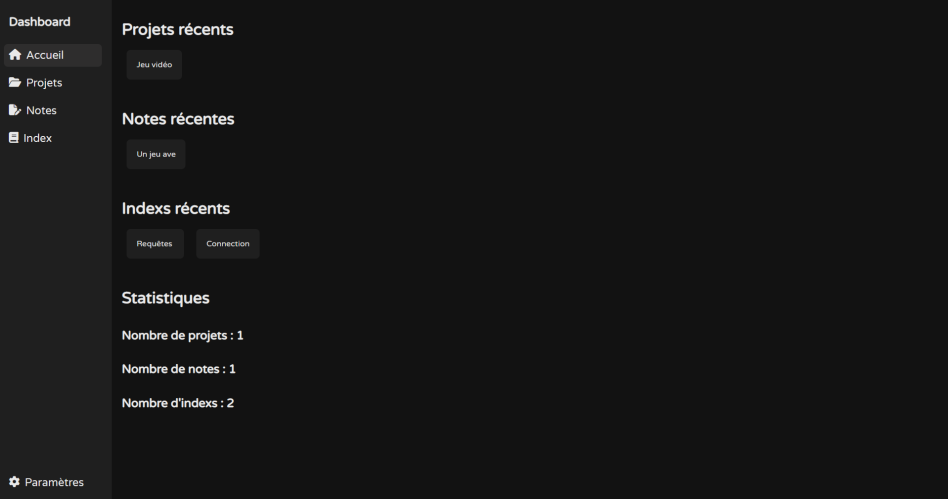 Dashboard
Accueil
Projets
Notes
Index
Paramètres
Projets récents
Jeu vidéo
Notes récentes
Un jeu ave
Indexs récents
Requêtes
Connection
Statistiques
Nombre de projets : 1
Nombre de notes : 1
Nombre d'indexs : 2